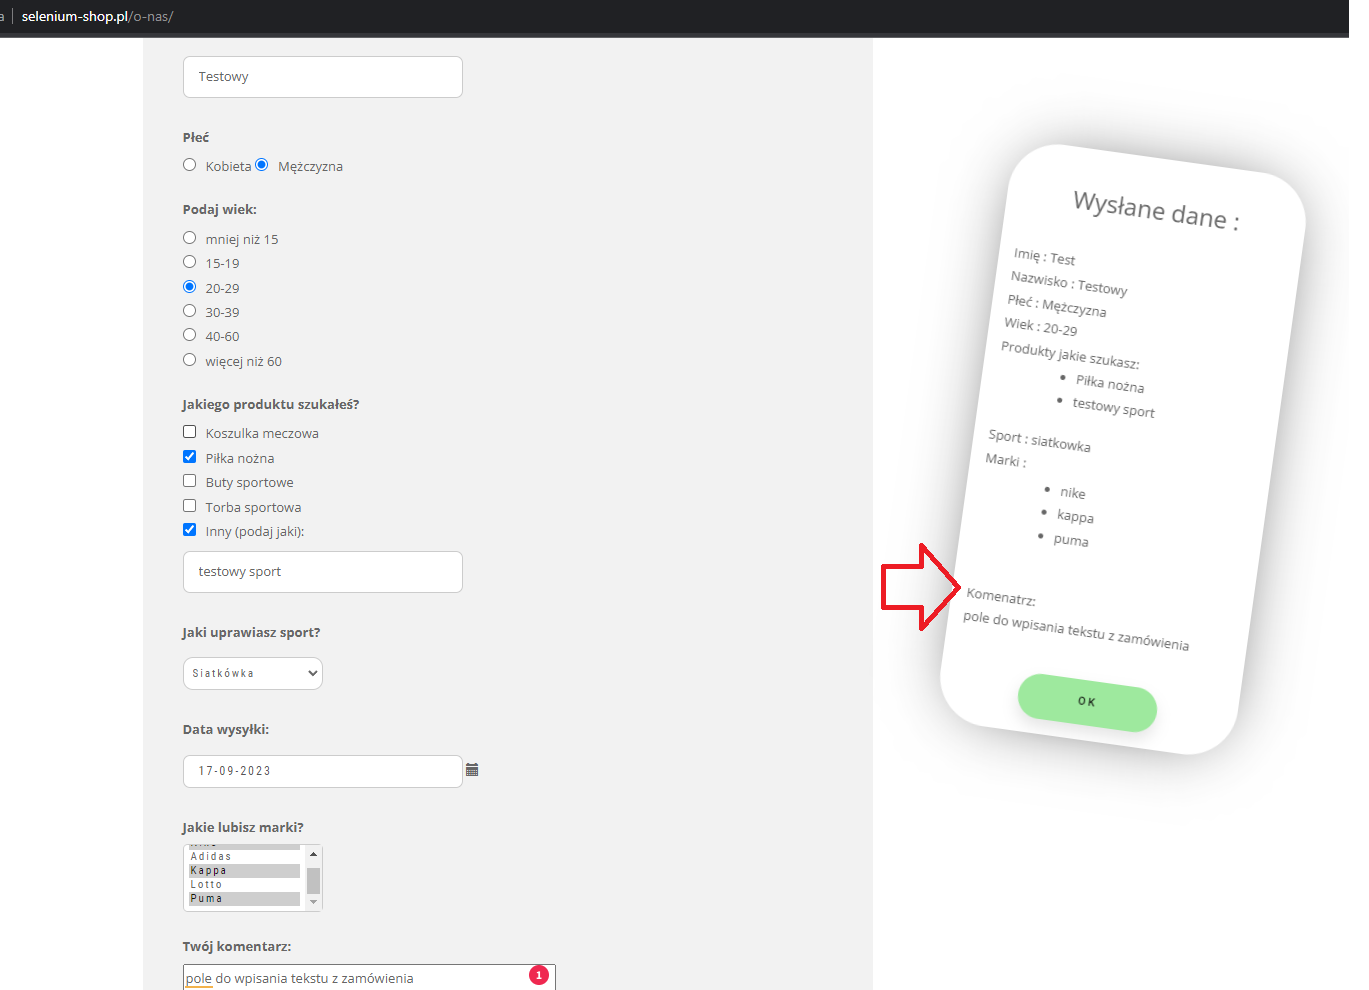 a | selenium-shop.pl/o-nas/
Testowy
Płeć
Kobieta Mężczyzna
Podaj wiek:
mniej niż 15
15-19
20-29
30-39
40-60
więcej niż 60
Jakiego produktu szukałeś?
Koszulka meczowa
Piłka nożna
Buty sportowe
Torba sportowa
Inny (podaj jaki):
testowy sport
Jaki uprawiasz sport?
Siatkówka
Data wysyłki:
17-09-2023
Jakie lubisz marki?
Adidas
Kappa
Lotto
Puma
Twój komentarz:
pole do wpisania tekstu z zamówienia
1
Wysłane dane :
Imię : Test
Nazwisko : Testowy
Płeć : Mężczyzna
Wiek : 20-29
Produkty jakie szukasz:
• Piłka nożna
• testowy sport
Sport : siatkowka
Marki :
• nike
• kappa
• puma
Komenatrz:
pole do wpisania tekstu z zamówienia
OK